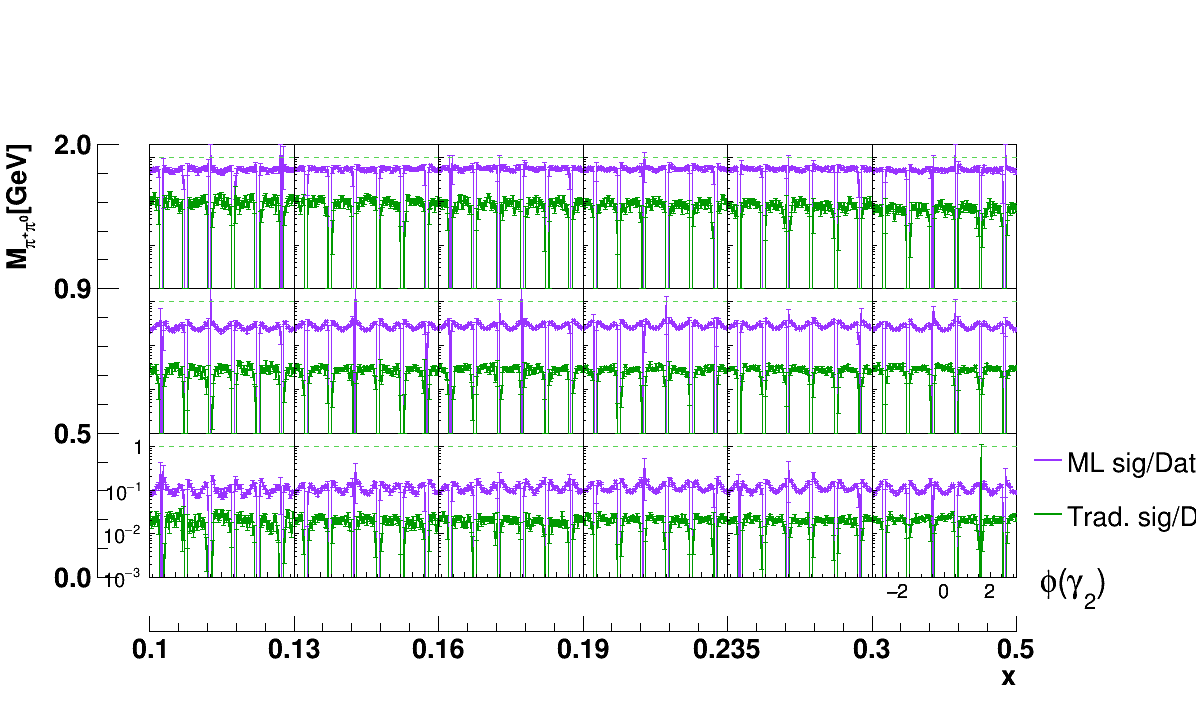 M_{π⁺π⁰}[GeV]
2.0
0.9
0.5
0.0
1
10⁻¹
10⁻²
10⁻³
ML sig/Dat
Trad. sig/D
−2 0 2
φ(γ₂)
0.1 0.13 0.16 0.19 0.235 0.3 0.5
x